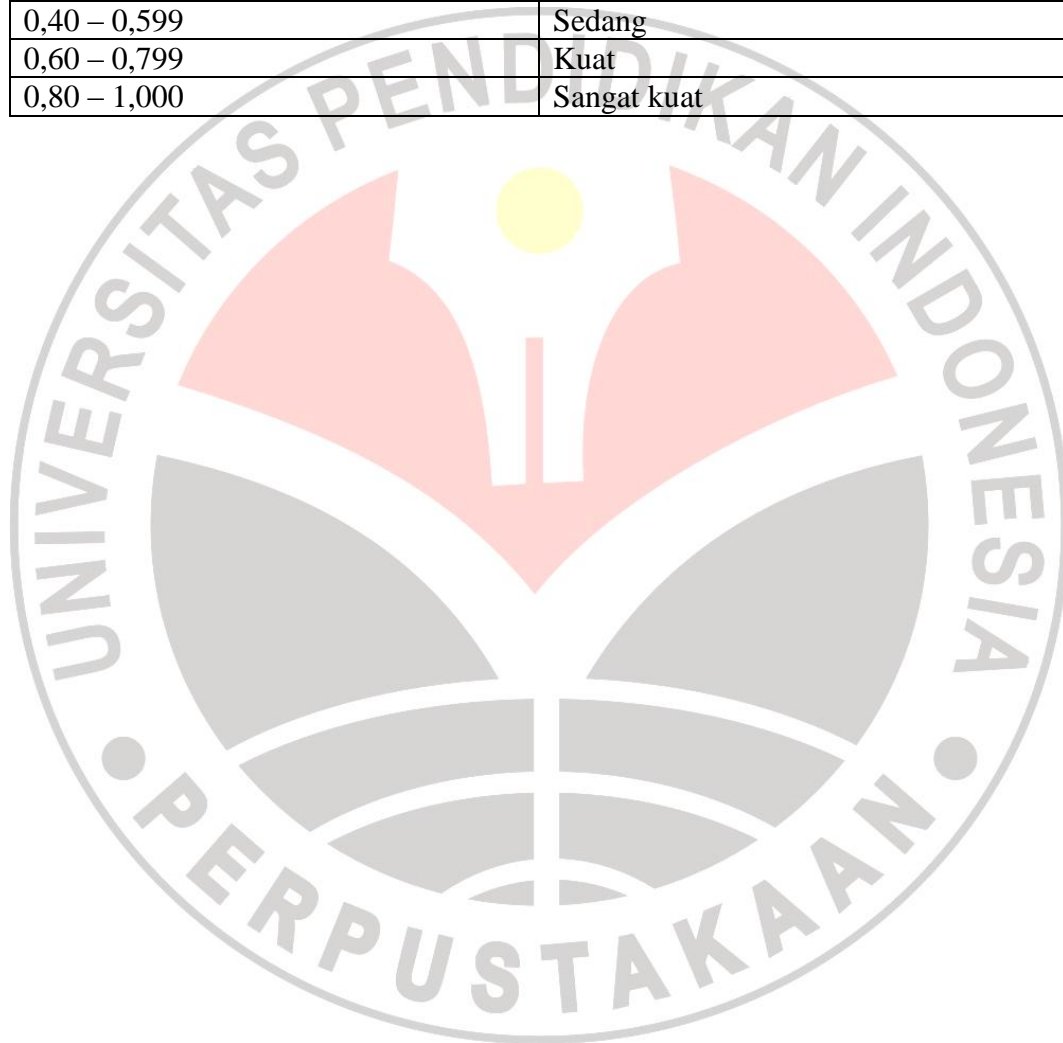 0,40 – 0,599 Sedang
0,60 – 0,799 Kuat
0,80 – 1,000 Sangat kuat
UNIVERSITAS PENDIDIKAN INDONESIA
PERPUSTAKAAN